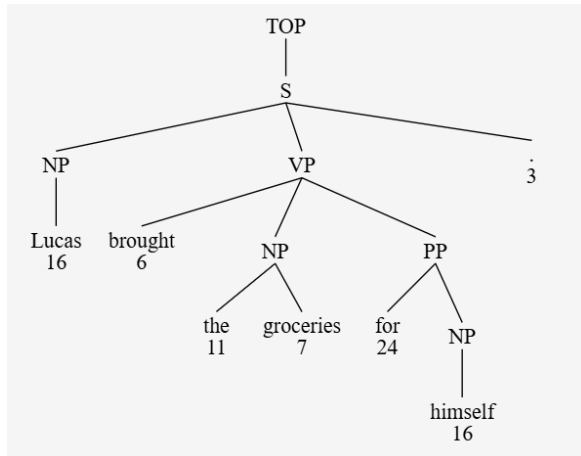 TOP
S
NP VP .
3
Lucas brought NP PP
16 6
the groceries for NP
11 7 24
himself
16